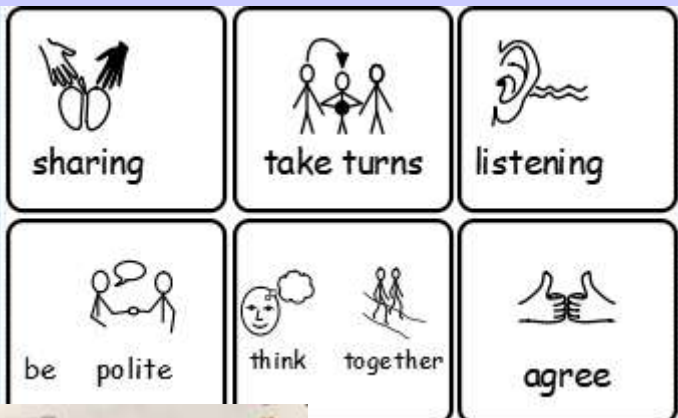 sharing
take turns
listening
be polite
think together
agree